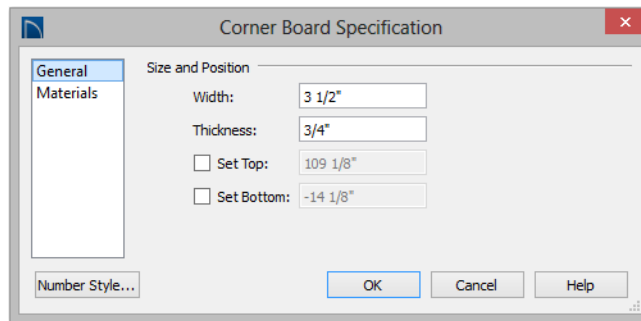 Corner Board Specification
General
Materials
Size and Position
Width: 3 1/2"
Thickness: 3/4"
Set Top: 109 1/8"
Set Bottom: -14 1/8"
Number Style...
OK
Cancel
Help